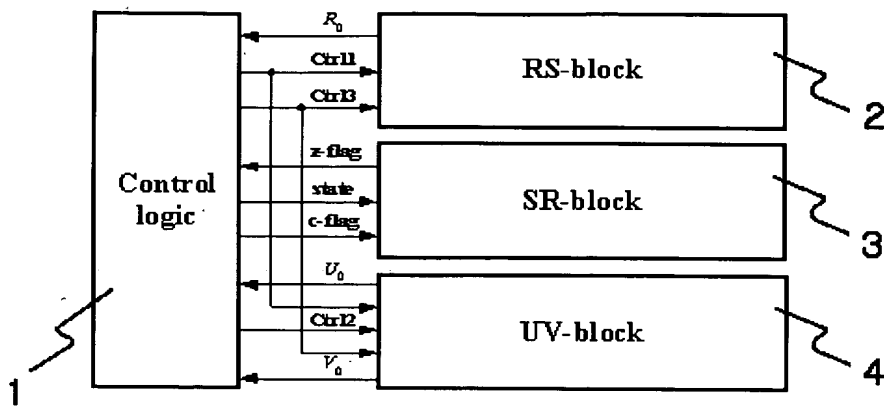 Control
logic
R₀
Ctrl1
Ctrl3
z-flag
state
c-flag
U₀
Ctrl2
V₀
RS-block
SR-block
UV-block
1
2
3
4